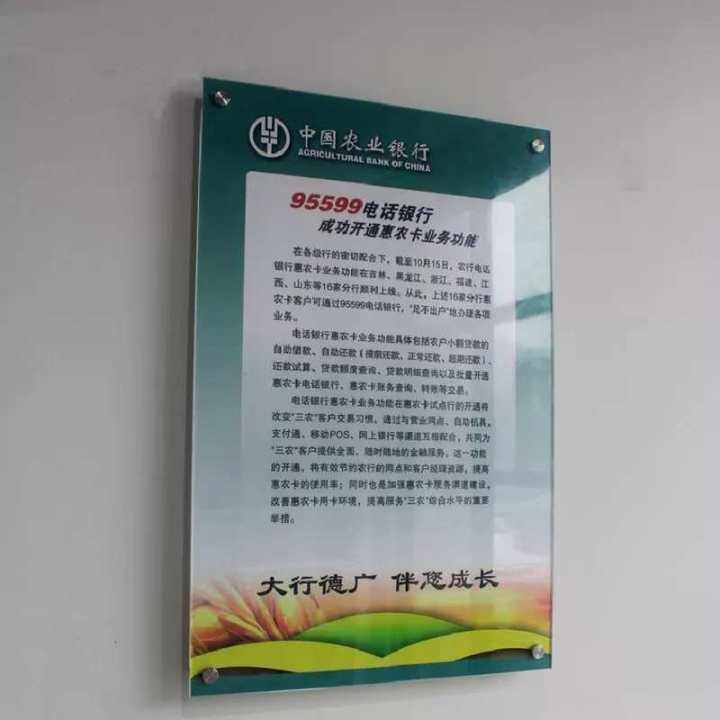 中国农业银行
AGRICULTURAL BANK OF CHINA
95599电话银行
成功开通惠农卡业务功能
在各级行的密切配合下，截至10月15日，农行电话
银行惠农卡业务功能在吉林、黑龙江、浙江、福建、江
西、山东等16家分行顺利上线。从此，上述16家分行惠
农卡客户可通过95599电话银行，“足不出户”地办理各项
业务。
电话银行惠农卡业务功能具体包括农户小额贷款的
自助借款、自动还款（提前还款、正常还款、逾期还款）、
还款试算、贷款额度查询、贷款明细查询以及批量开通
惠农卡电话银行、惠农卡账务查询、转账等交易。
电话银行惠农卡业务功能在惠农卡试点行的开通将
改变“三农”客户交易习惯，通过与营业网点、自助机具、
支付通、移动POS、网上银行等渠道互相配合，共同为
“三农”客户提供全面、随时随地的金融服务。这一功能
的开通，将有效节约农行的网点和客户经理资源，提高
惠农卡的使用率；同时也是加强惠农卡服务渠道建设，
改善惠农卡用卡环境，提高服务“三农”综合水平的重要
举措。
大行德广 伴您成长